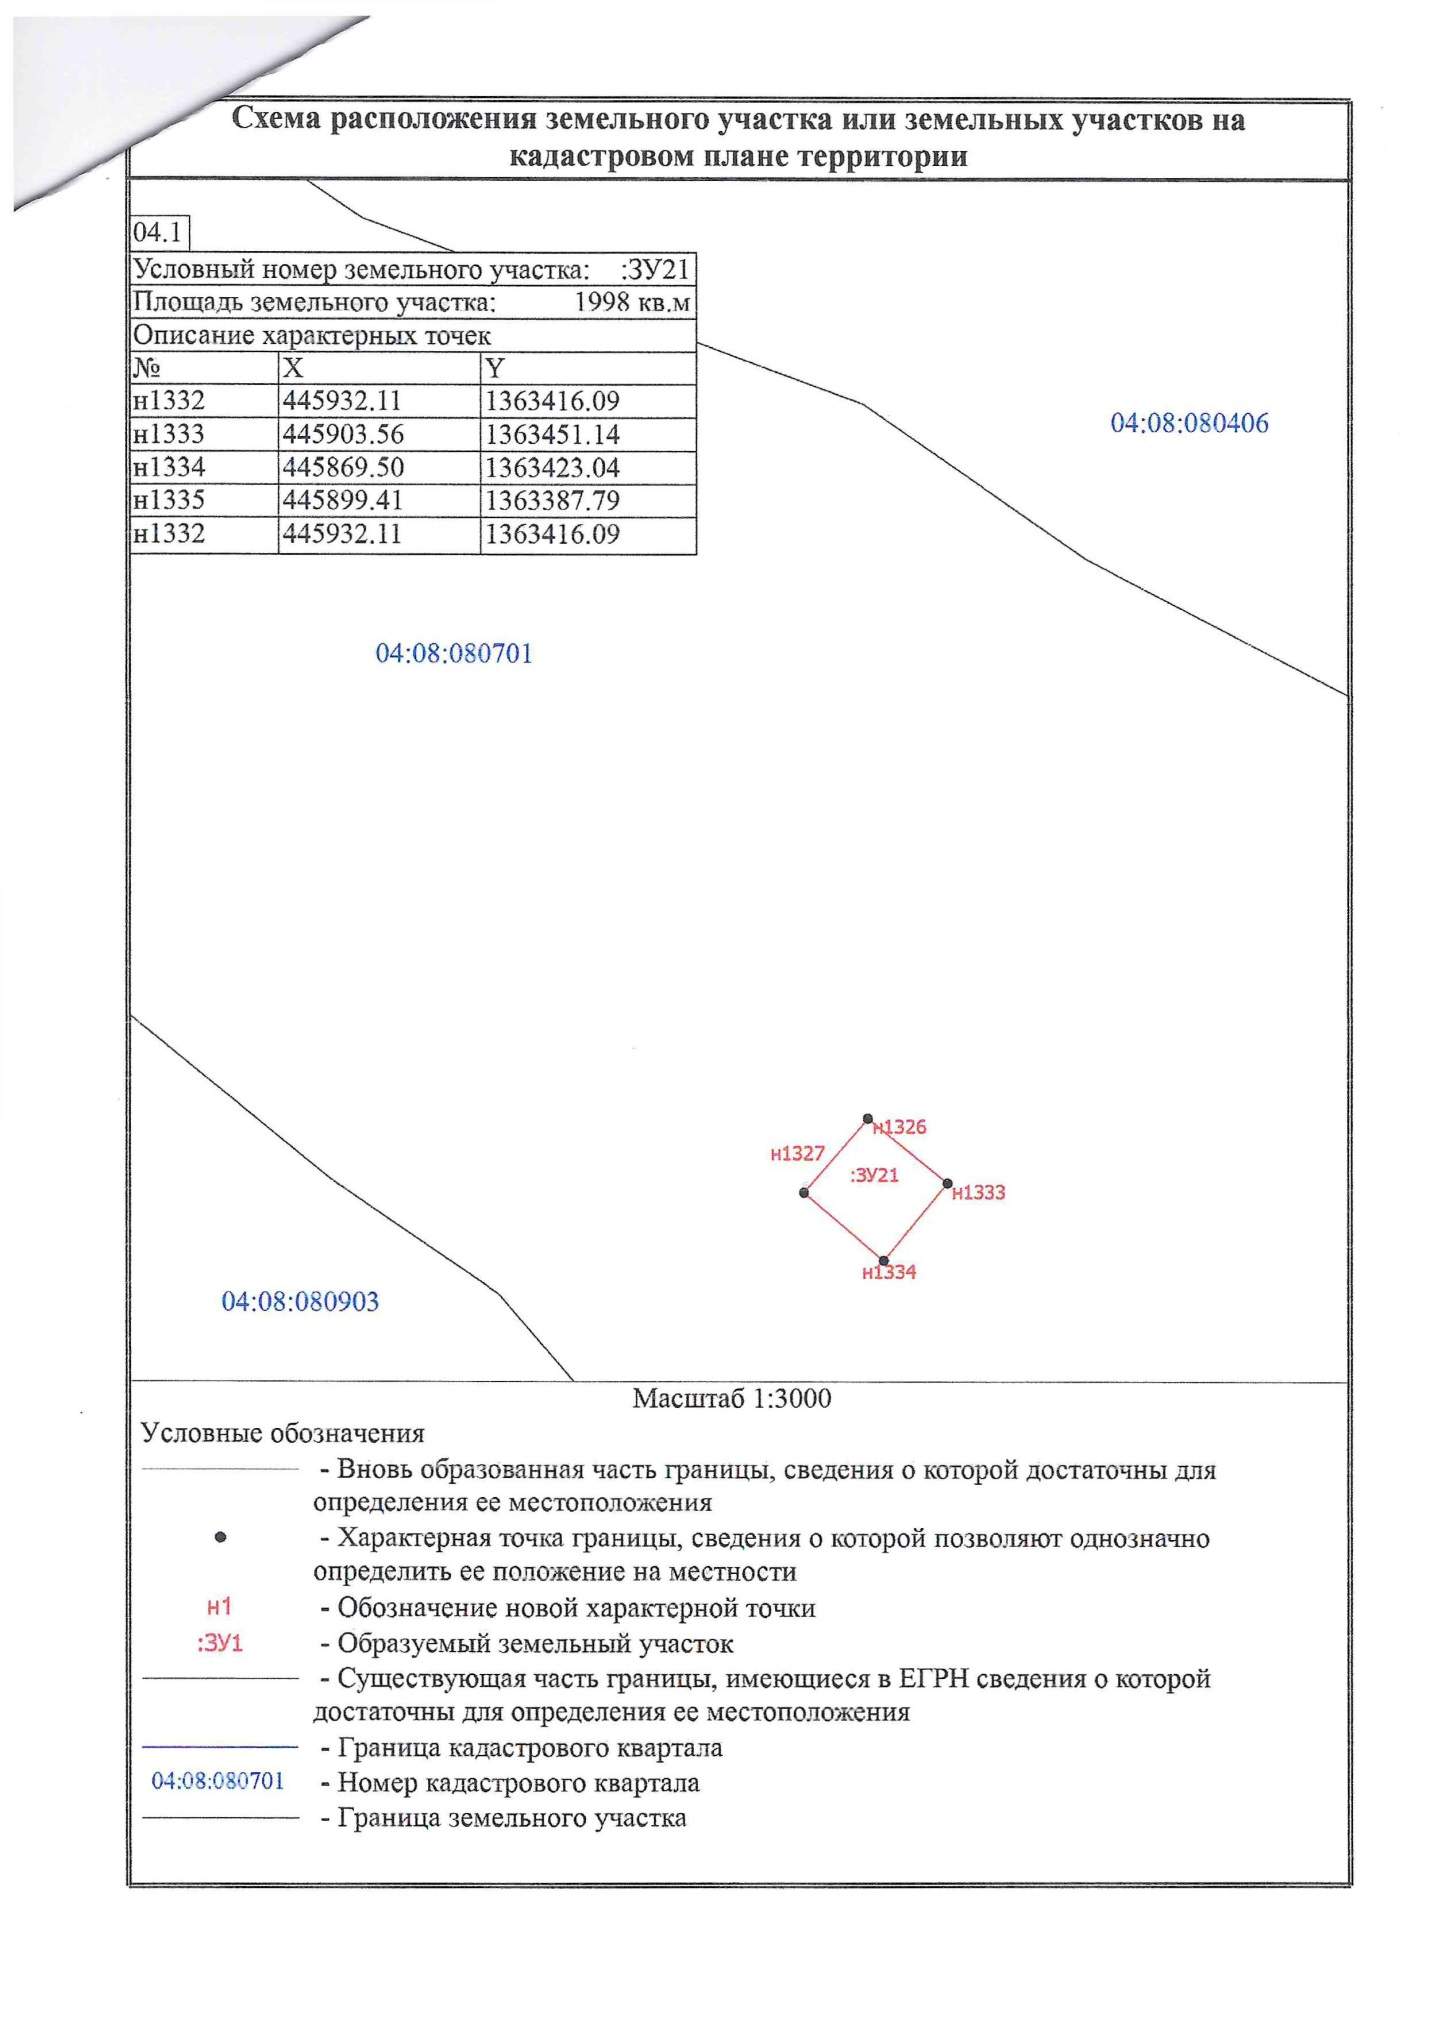 Схема расположения земельного участка или земельных участков на
кадастровом плане территории
04.1
Условный номер земельного участка: :ЗУ21
Площадь земельного участка: 1998 кв.м
Описание характерных точек
№ X Y
н1332 445932.11 1363416.09
н1333 445903.56 1363451.14
н1334 445869.50 1363423.04
н1335 445899.41 1363387.79
н1332 445932.11 1363416.09
04:08:080406
04:08:080701
н1326
н1327
:ЗУ21
н1333
н1334
04:08:080903
Масштаб 1:3000
Условные обозначения
- Вновь образованная часть границы, сведения о которой достаточны для
определения ее местоположения
- Характерная точка границы, сведения о которой позволяют однозначно
определить ее положение на местности
н1 - Обозначение новой характерной точки
:ЗУ1 - Образуемый земельный участок
- Существующая часть границы, имеющиеся в ЕГРН сведения о которой
достаточны для определения ее местоположения
- Граница кадастрового квартала
04:08:080701 - Номер кадастрового квартала
- Граница земельного участка